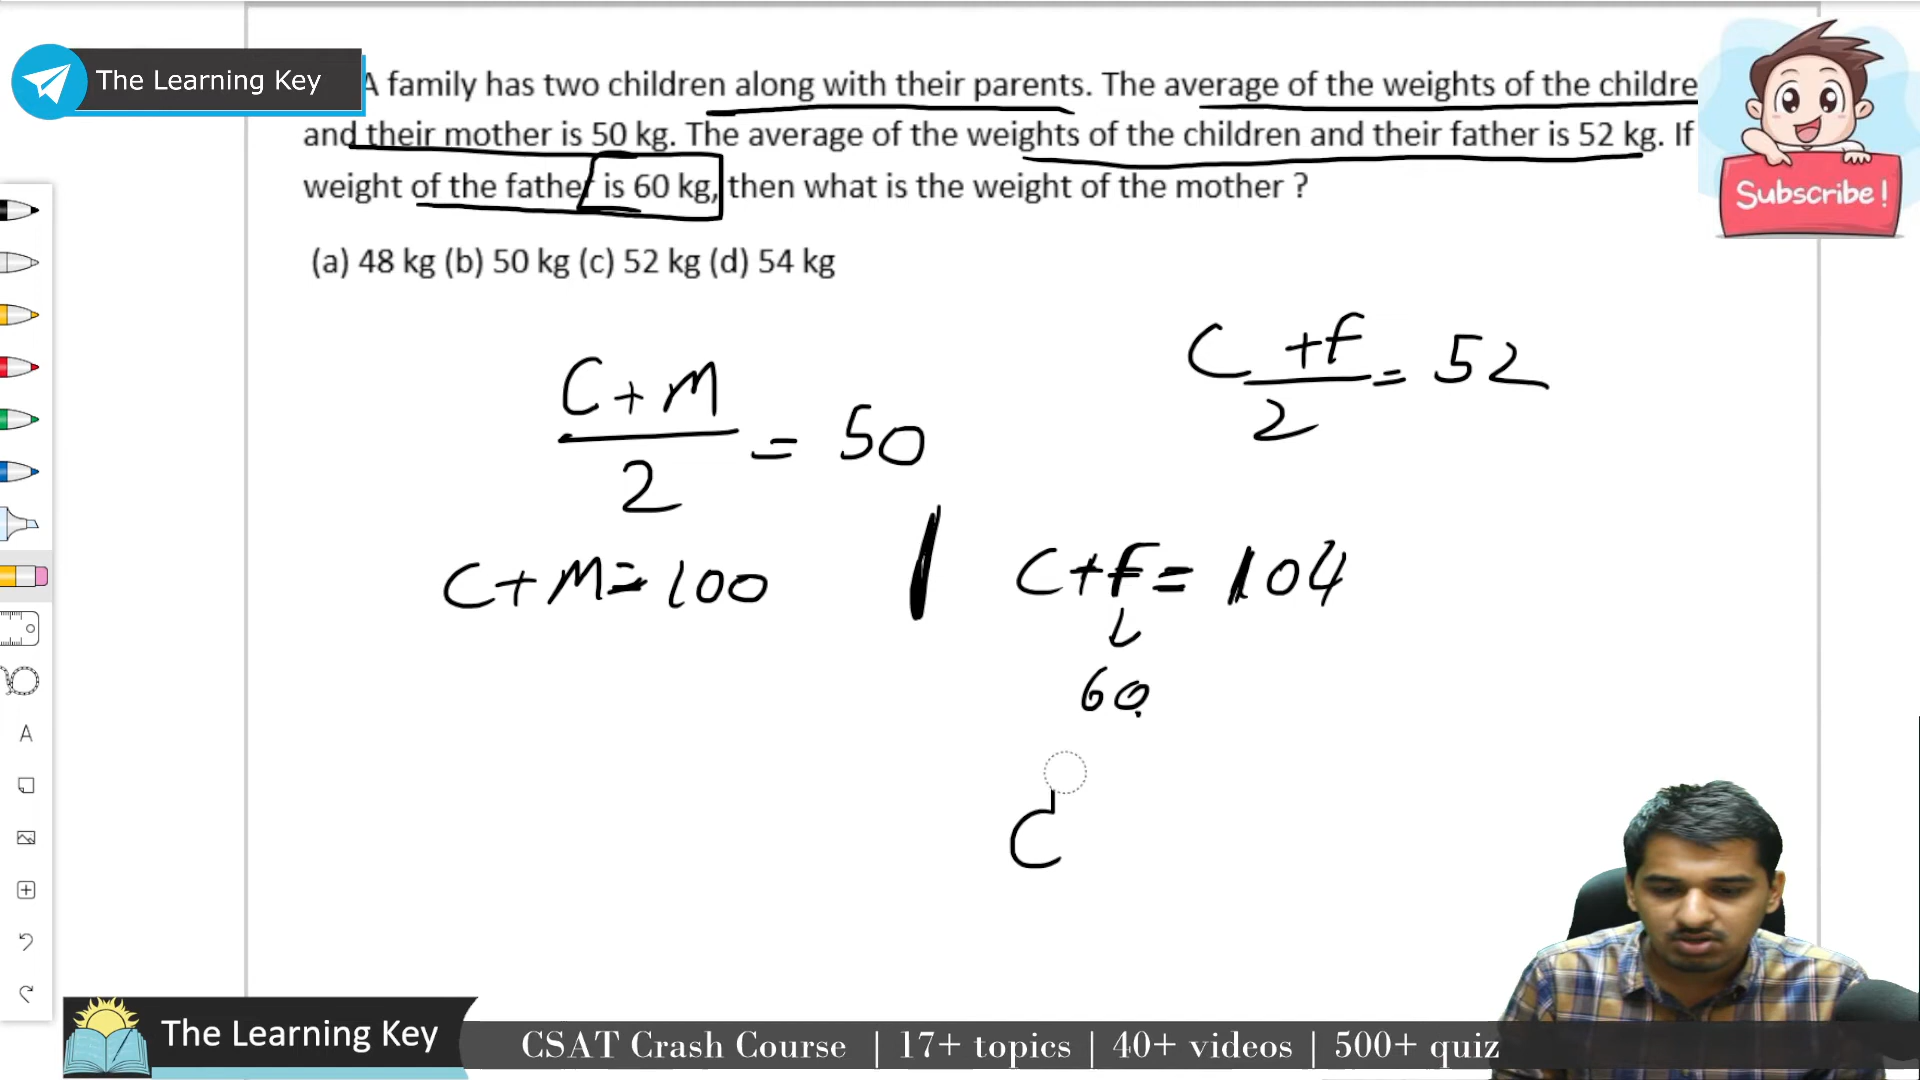 The Learning Key
A family has two children along with their parents. The average of the weights of the childre
and their mother is 50 kg. The average of the weights of the children and their father is 52 kg. If
weight of the father is 60 kg, then what is the weight of the mother ?
Subscribe !
(a) 48 kg (b) 50 kg (c) 52 kg (d) 54 kg
C + M
2
= 50
C + F
2
= 52
C + M = 100
C + F = 104
60
C
A
The Learning Key
CSAT Crash Course | 17+ topics | 40+ videos | 500+ quiz